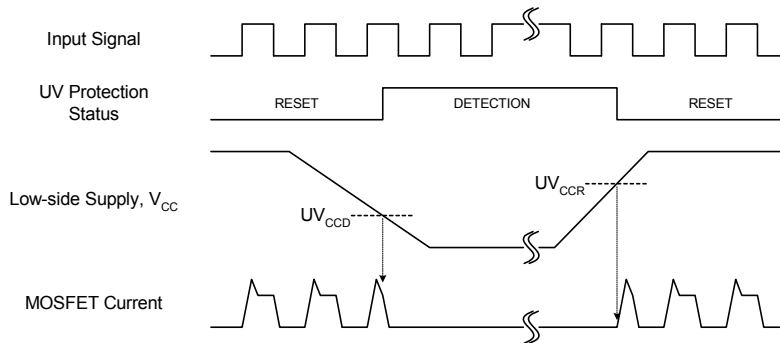 Input Signal
UV Protection
Status
RESET
DETECTION
RESET
Low-side Supply, VCC
UVCCD
UVCCR
MOSFET Current